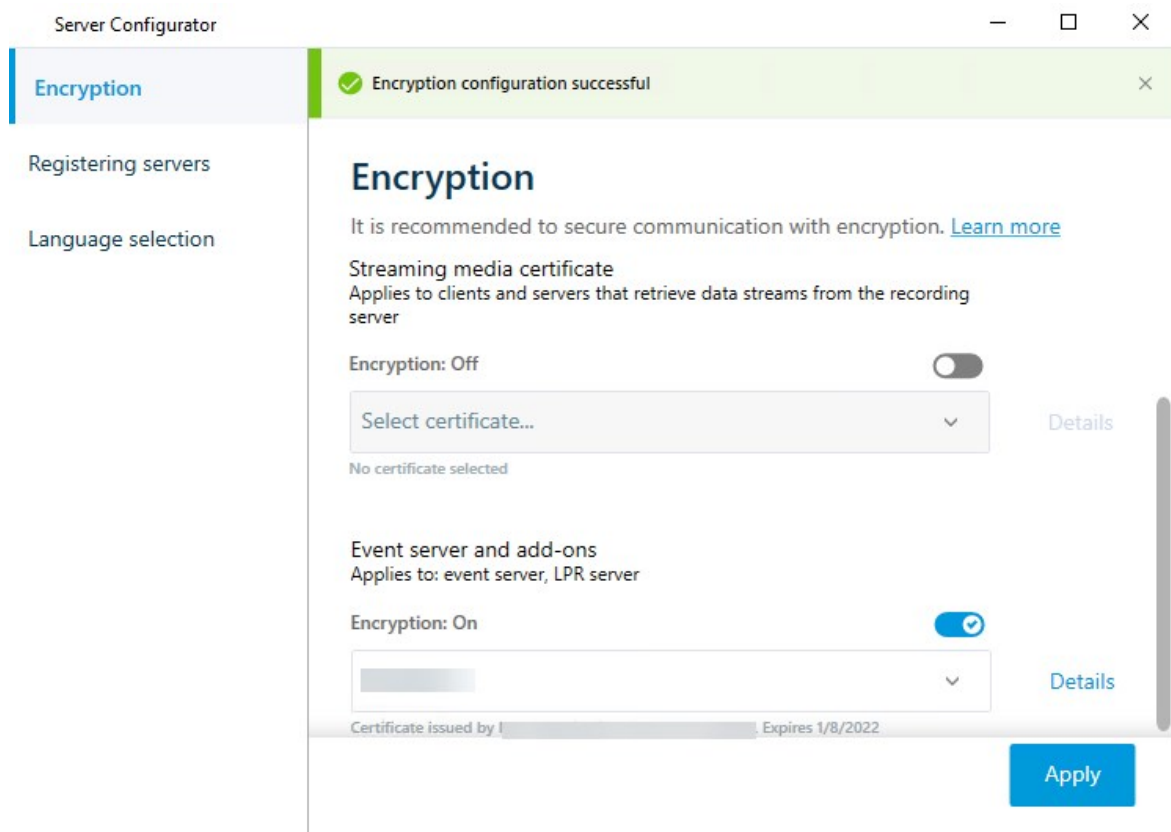 Server Configurator
Encryption
Registering servers
Language selection
Encryption configuration successful
Encryption
It is recommended to secure communication with encryption. Learn more
Streaming media certificate
Applies to clients and servers that retrieve data streams from the recording
server
Encryption: Off
Select certificate...
Details
No certificate selected
Event server and add-ons
Applies to: event server, LPR server
Encryption: On
Details
Certificate issued by Expires 1/8/2022
Apply